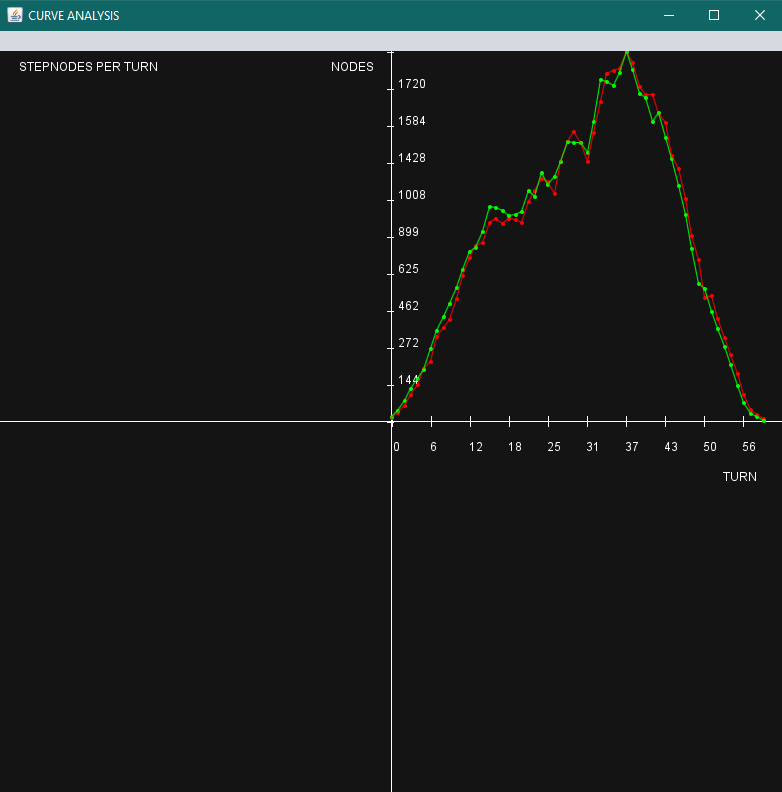 CURVE ANALYSIS
STEPNODES PER TURN
NODES
1720
1584
1428
1008
899
625
462
272
144
0 6 12 18 25 31 37 43 50 56
TURN